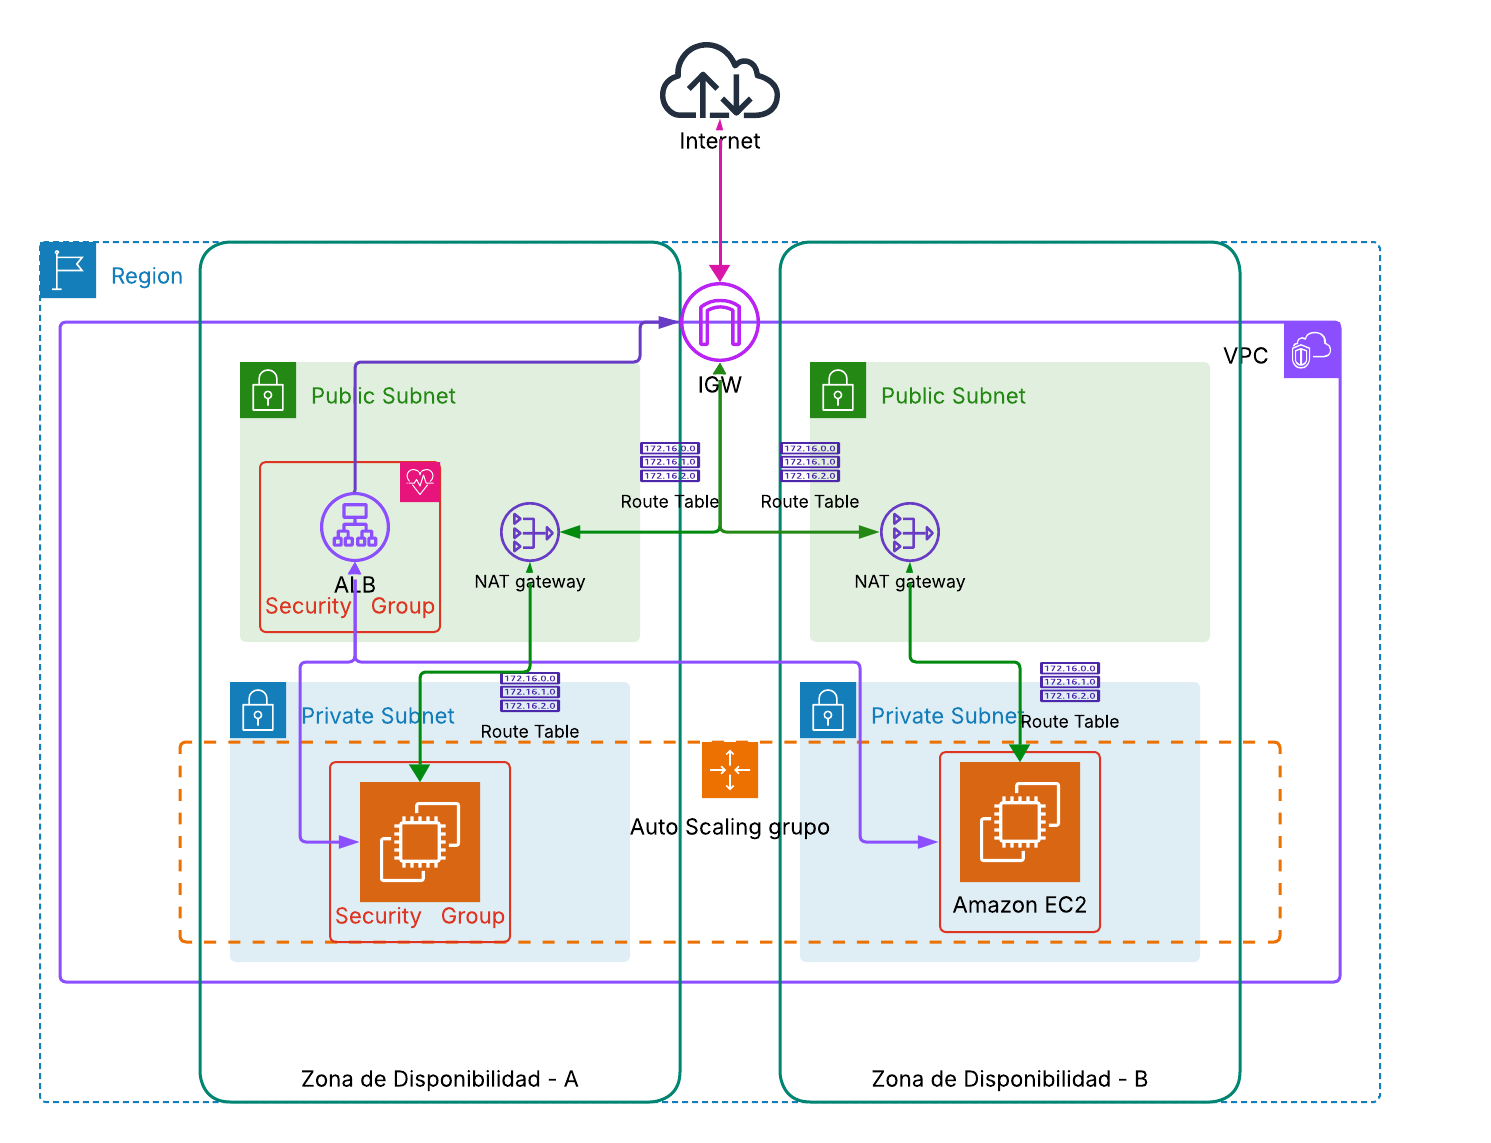 Internet
Region
VPC
IGW
Public Subnet
Public Subnet
172.16.0.0
172.16.1.0
172.16.2.0
Route Table
172.16.0.0
172.16.1.0
172.16.2.0
Route Table
ALB
Security Group
NAT gateway
NAT gateway
172.16.0.0
172.16.1.0
172.16.2.0
Route Table
172.16.0.0
172.16.1.0
172.16.2.0
Route Table
Private Subnet
Private Subnet
Auto Scaling grupo
Security Group
Amazon EC2
Zona de Disponibilidad - A
Zona de Disponibilidad - B